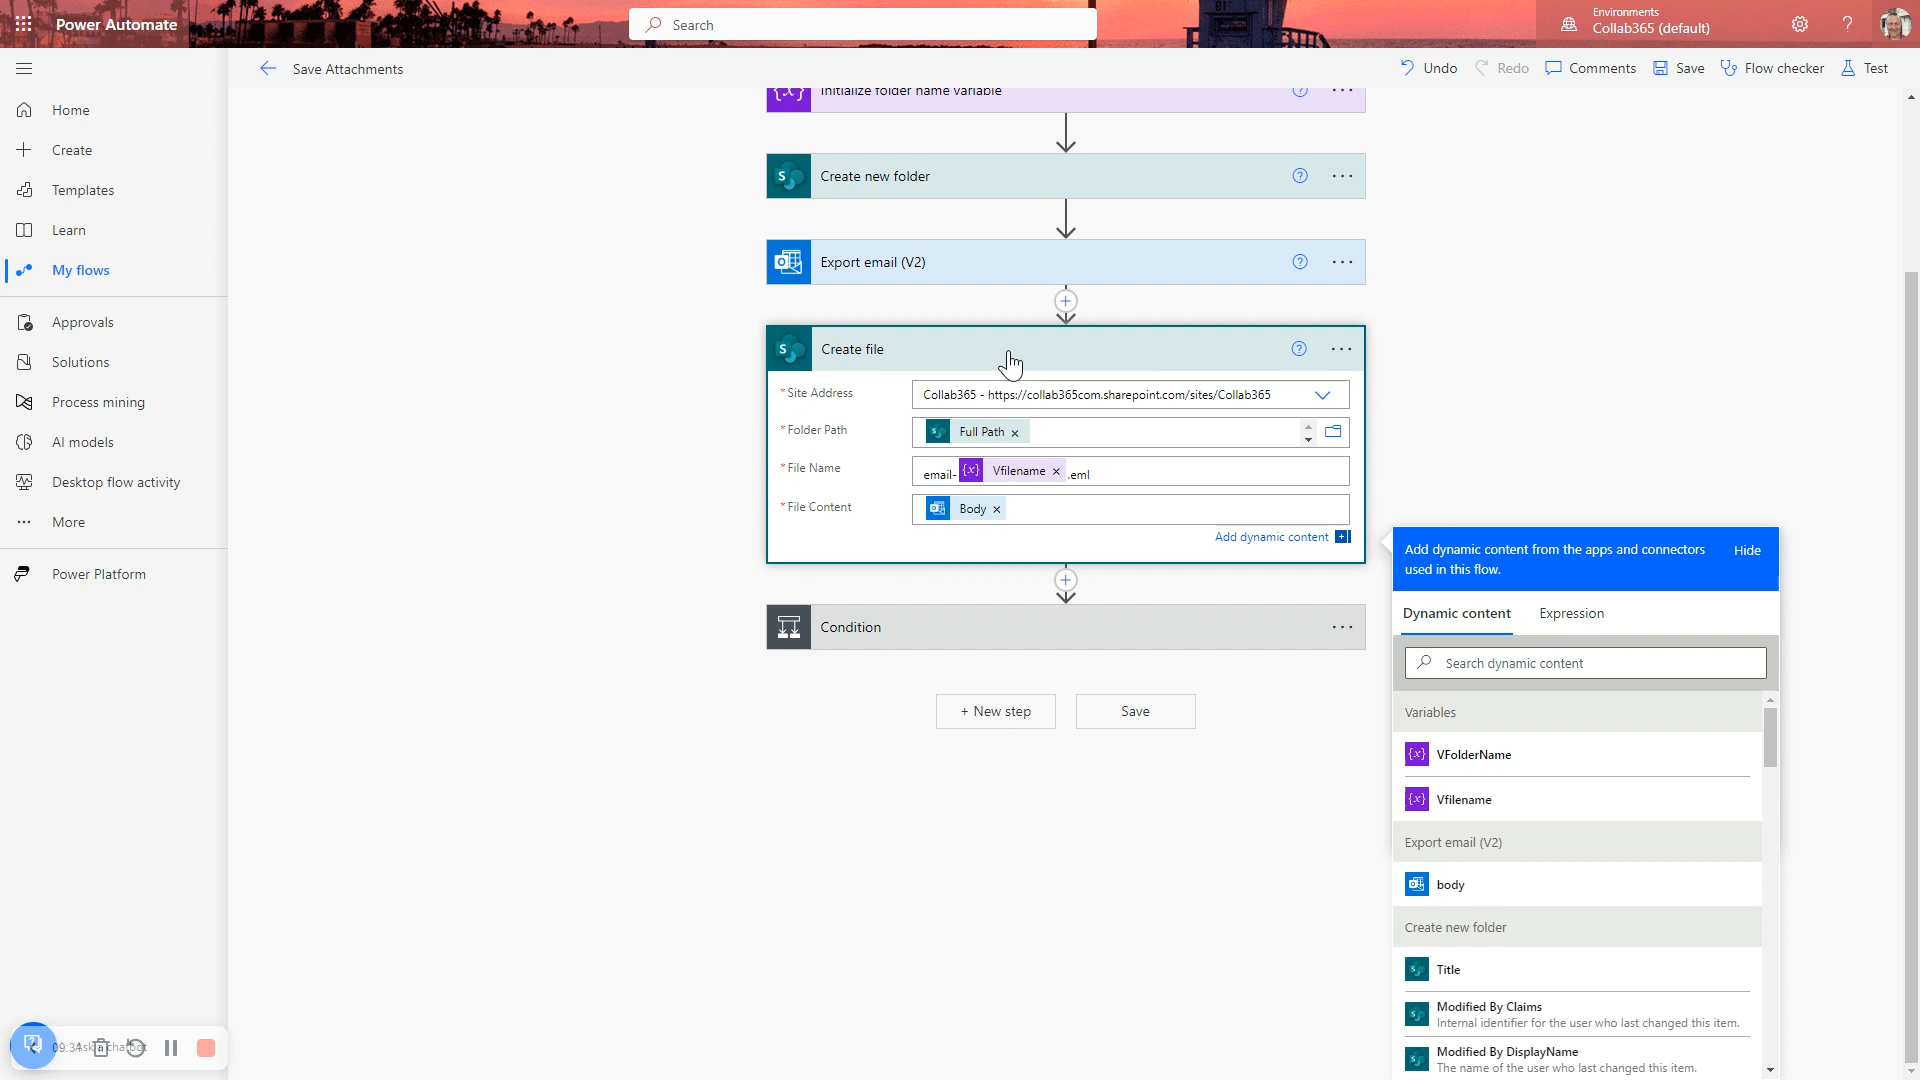 Power Automate
Search
Environments
Collab365 (default)
Save Attachments
Undo
Redo
Comments
Save
Flow checker
Test
Home
Create
Templates
Learn
My flows
Approvals
Solutions
Process mining
AI models
Desktop flow activity
More
Power Platform
{x} Initialize folder name variable
Create new folder
Export email (V2)
Create file
* Site Address
Collab365 - https://collab365com.sharepoint.com/sites/Collab365
* Folder Path
Full Path ×
* File Name
email- {x} Vfilename × .eml
* File Content
Body ×
Add dynamic content
Condition
+ New step
Save
Add dynamic content from the apps and connectors
used in this flow.
Hide
Dynamic content
Expression
Search dynamic content
Variables
{x} VFolderName
{x} Vfilename
Export email (V2)
body
Create new folder
Title
Modified By Claims
Internal identifier for the user who last changed this item.
Modified By DisplayName
The name of the user who last changed this item.
09:34